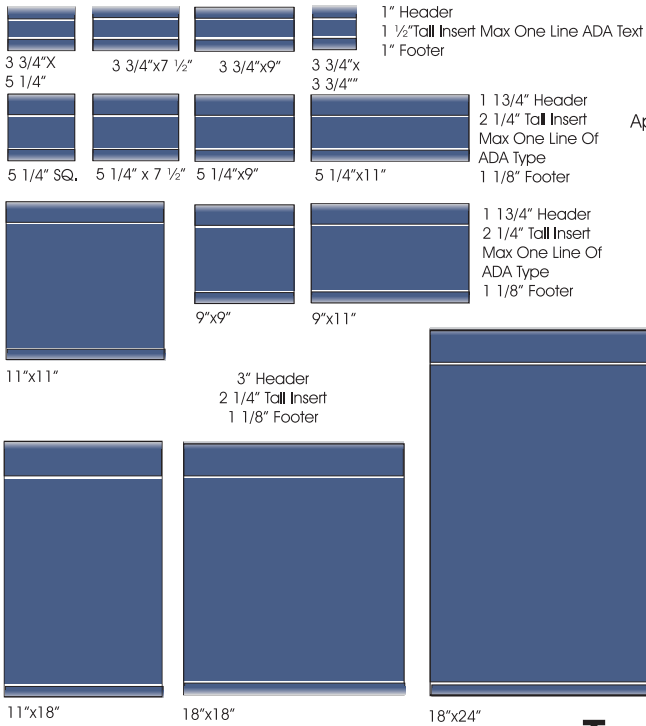 1" Header
1 ½"Tall Insert Max One Line ADA Text
1" Footer
3 3/4"X
5 1/4"
3 3/4"x7 ½"
3 3/4"x9"
3 3/4"x
3 3/4""
1 13/4" Header
2 1/4" Tall Insert
Max One Line Of
ADA Type
1 1/8" Footer
Ap
5 1/4" SQ.
5 1/4" x 7 ½"
5 1/4"x9"
5 1/4"x11"
1 13/4" Header
2 1/4" Tall Insert
Max One Line Of
ADA Type
1 1/8" Footer
9"x9"
9"x11"
11"x11"
3" Header
2 1/4" Tall Insert
1 1/8" Footer
11"x18"
18"x18"
18"x24"